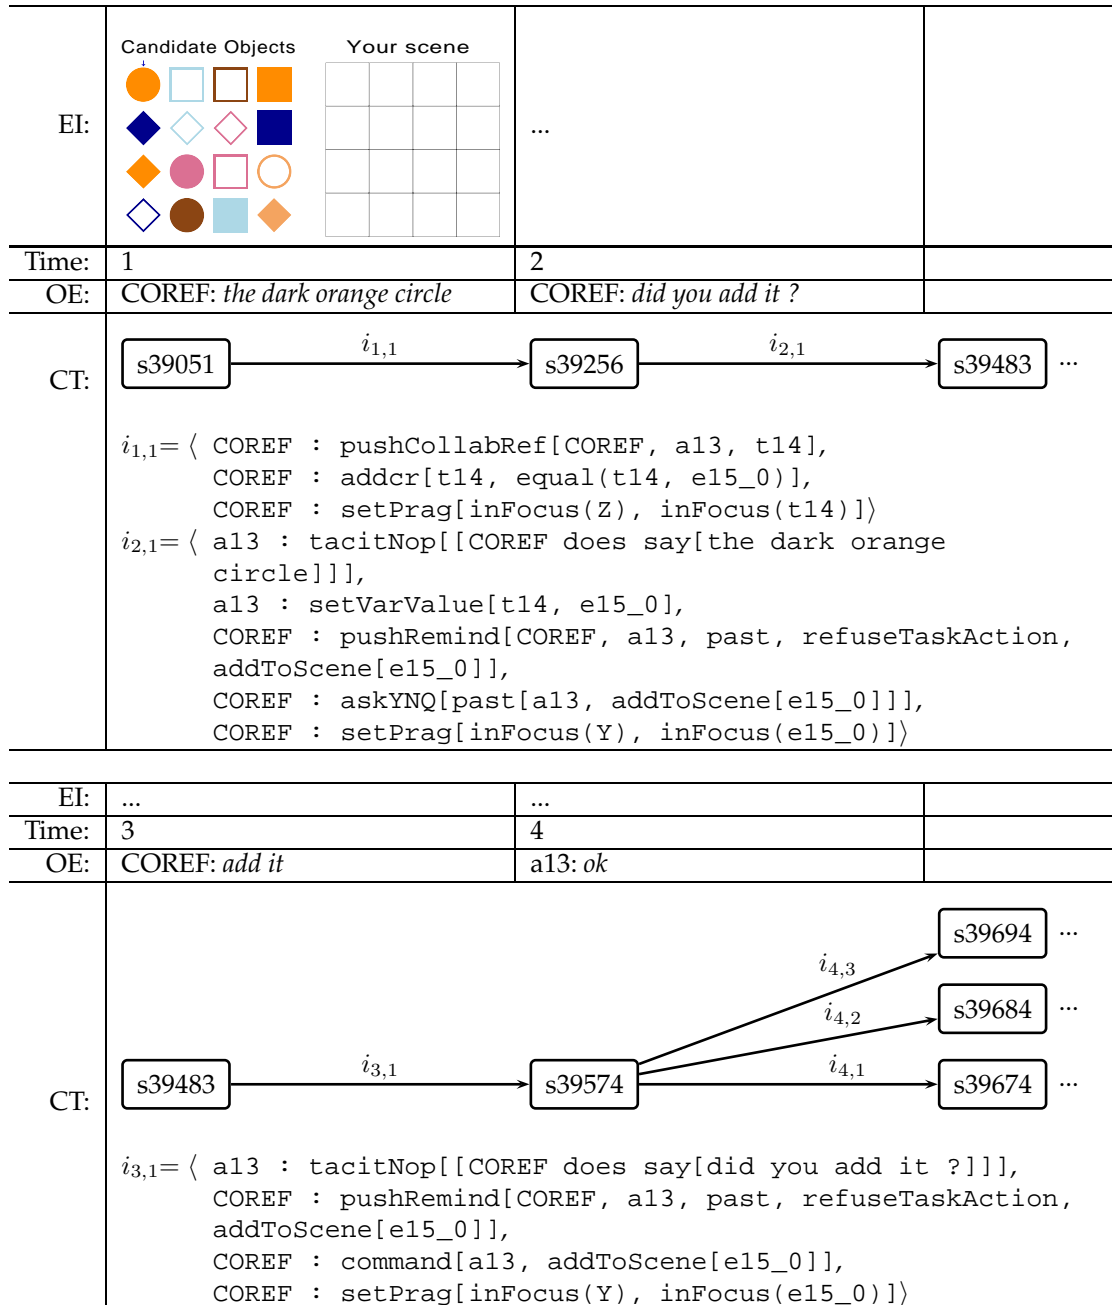 Candidate Objects Your scene
EI: ...
Time: 1 2
OE: COREF: the dark orange circle COREF: did you add it ?
i1,1 i2,1
CT: s39051 s39256 s39483 ...
i1,1=⟨ COREF : pushCollabRef[COREF, a13, t14],
COREF : addcr[t14, equal(t14, e15_0)],
COREF : setPrag[inFocus(Z), inFocus(t14)]⟩
i2,1=⟨ a13 : tacitNop[[COREF does say[the dark orange
circle]]],
a13 : setVarValue[t14, e15_0],
COREF : pushRemind[COREF, a13, past, refuseTaskAction,
addToScene[e15_0]],
COREF : askYNQ[past[a13, addToScene[e15_0]]],
COREF : setPrag[inFocus(Y), inFocus(e15_0)]⟩
EI: ... ...
Time: 3 4
OE: COREF: add it a13: ok
s39694 ...
i4,3
s39684 ...
i4,2
i3,1 i4,1
CT: s39483 s39574 s39674 ...
i3,1=⟨ a13 : tacitNop[[COREF does say[did you add it ?]]],
COREF : pushRemind[COREF, a13, past, refuseTaskAction,
addToScene[e15_0]],
COREF : command[a13, addToScene[e15_0]],
COREF : setPrag[inFocus(Y), inFocus(e15_0)]⟩